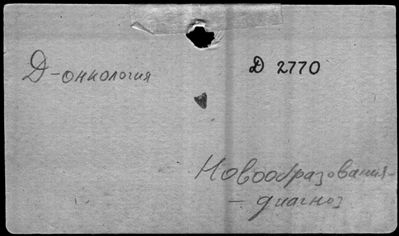 Д-онкология
Д 2770
Новообразования-
- диагноз